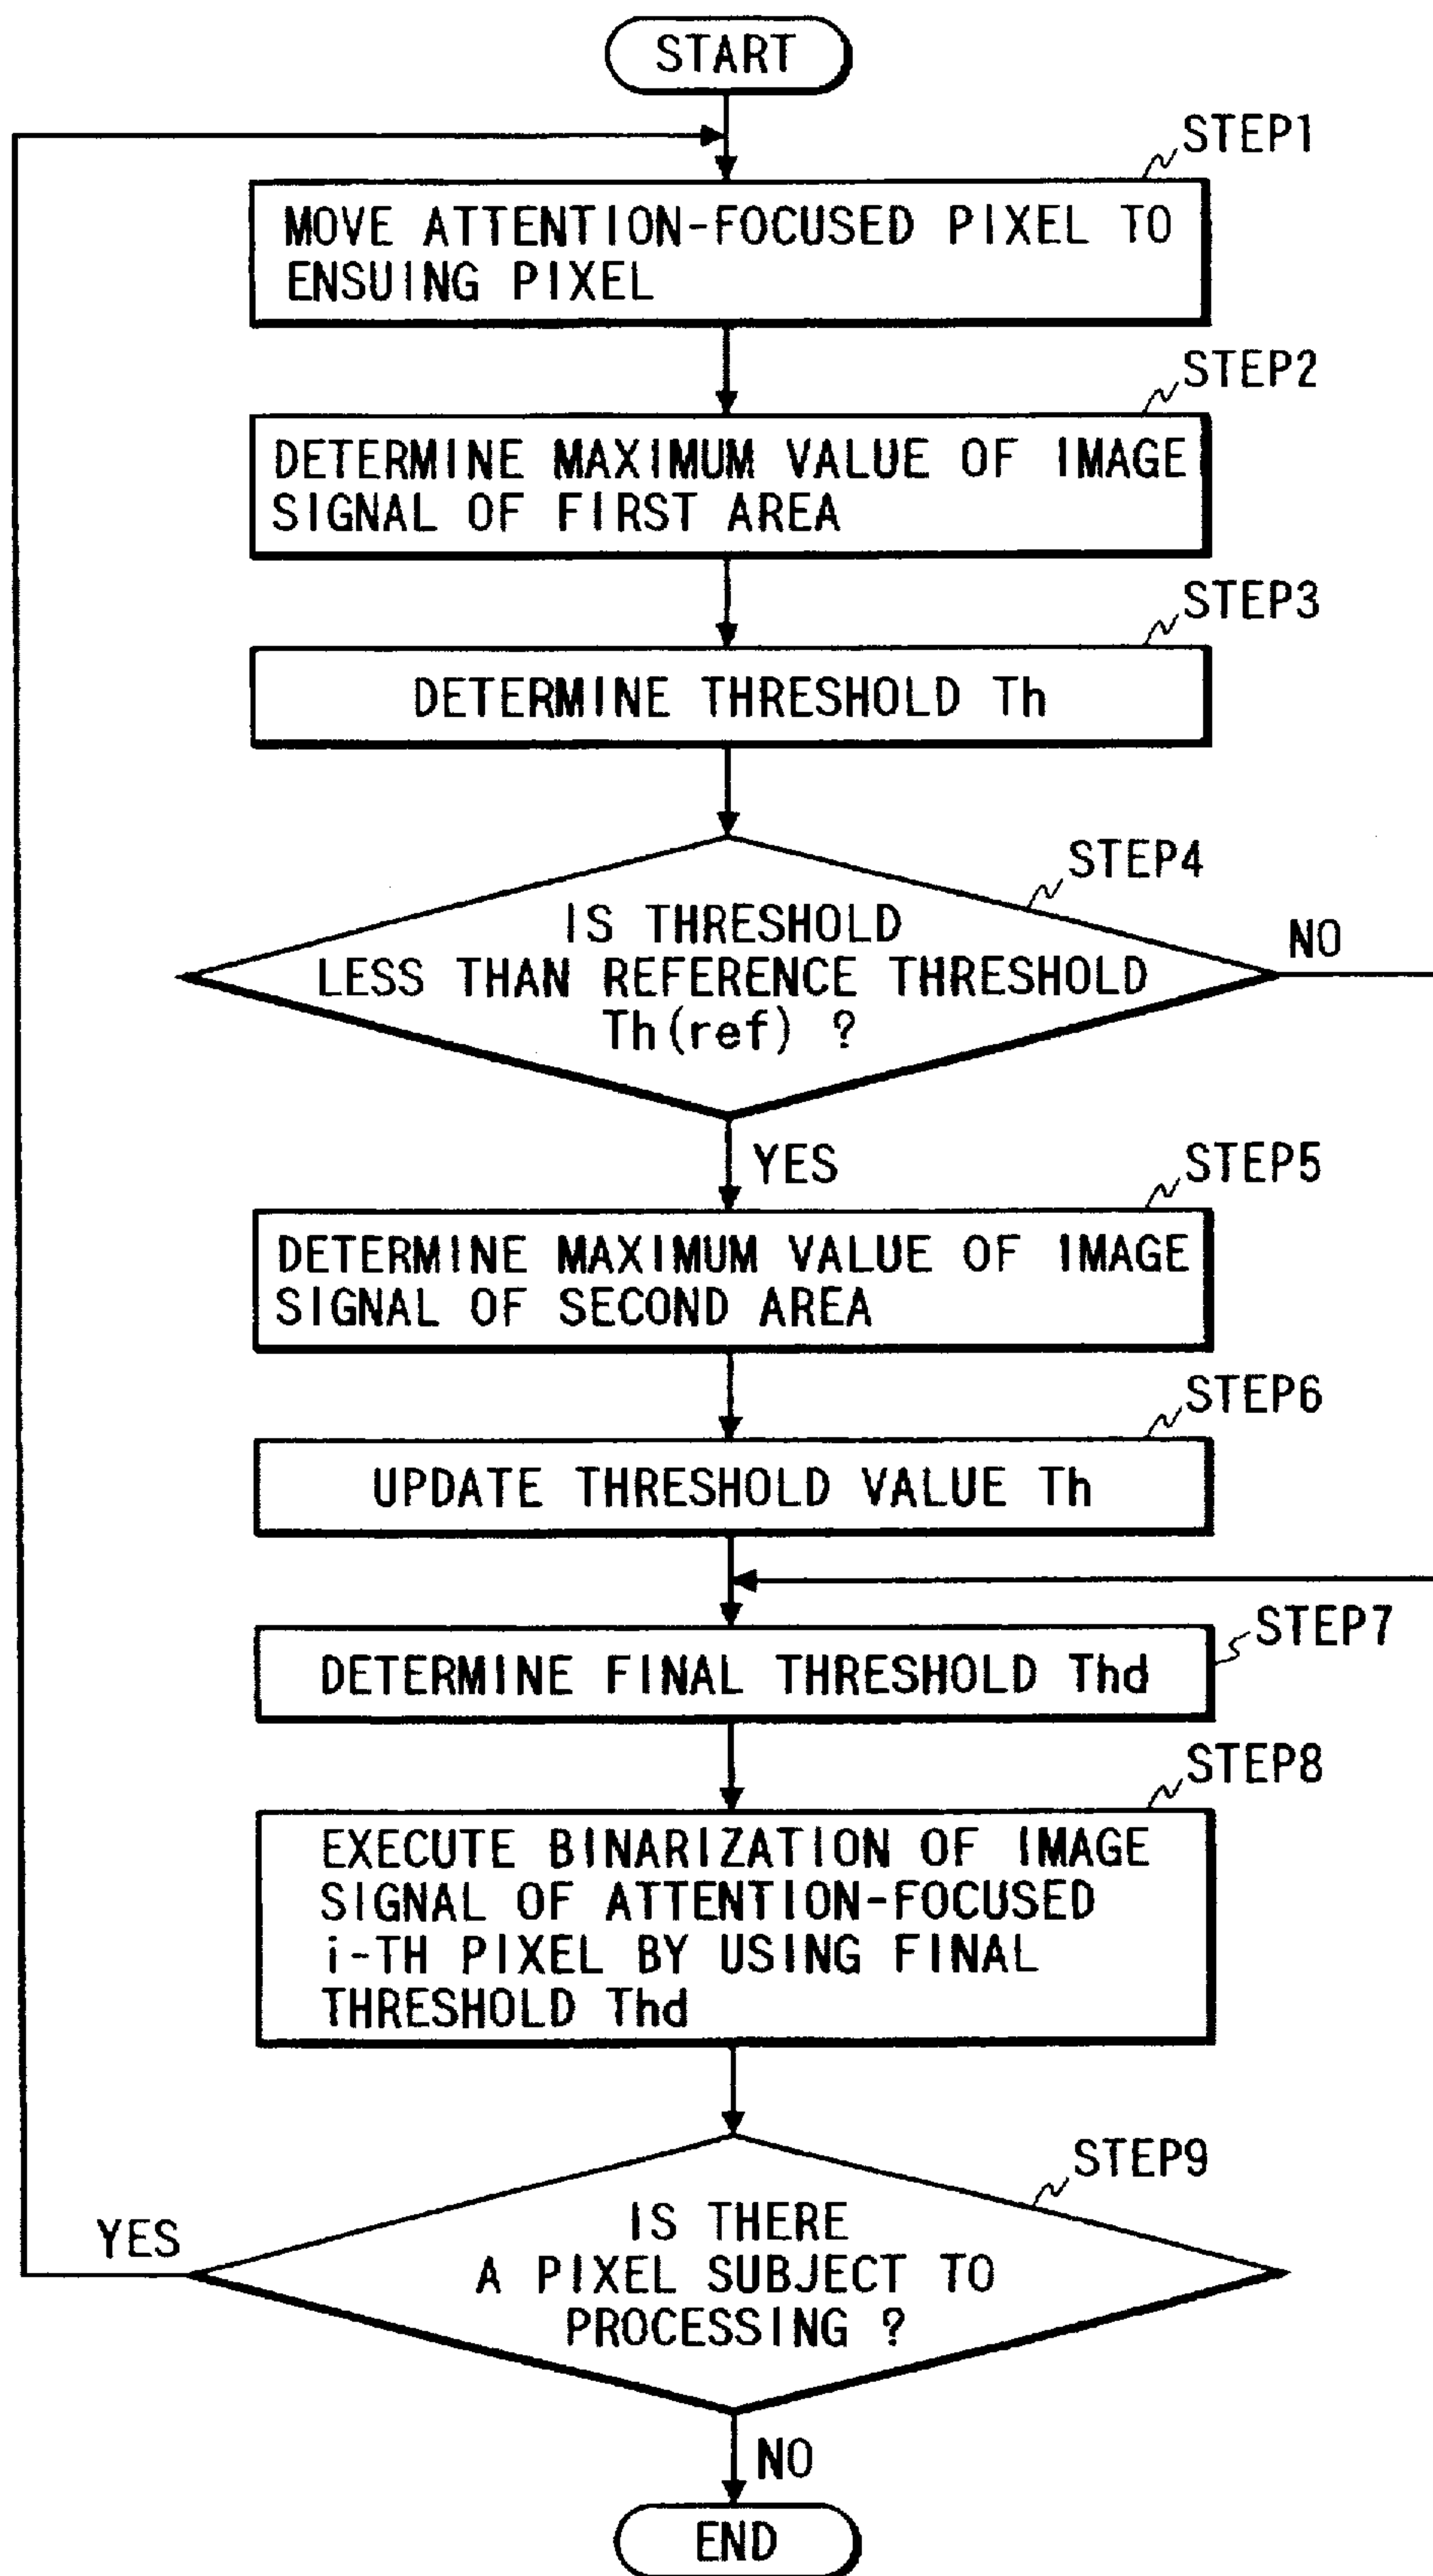 START
STEP1
MOVE ATTENTION-FOCUSED PIXEL TO
ENSUING PIXEL
STEP2
DETERMINE MAXIMUM VALUE OF IMAGE
SIGNAL OF FIRST AREA
STEP3
DETERMINE THRESHOLD Th
STEP4
IS THRESHOLD
LESS THAN REFERENCE THRESHOLD
Th(ref) ?
NO
YES
STEP5
DETERMINE MAXIMUM VALUE OF IMAGE
SIGNAL OF SECOND AREA
STEP6
UPDATE THRESHOLD VALUE Th
STEP7
DETERMINE FINAL THRESHOLD Thd
STEP8
EXECUTE BINARIZATION OF IMAGE
SIGNAL OF ATTENTION-FOCUSED
i-TH PIXEL BY USING FINAL
THRESHOLD Thd
STEP9
IS THERE
A PIXEL SUBJECT TO
PROCESSING ?
YES
NO
END